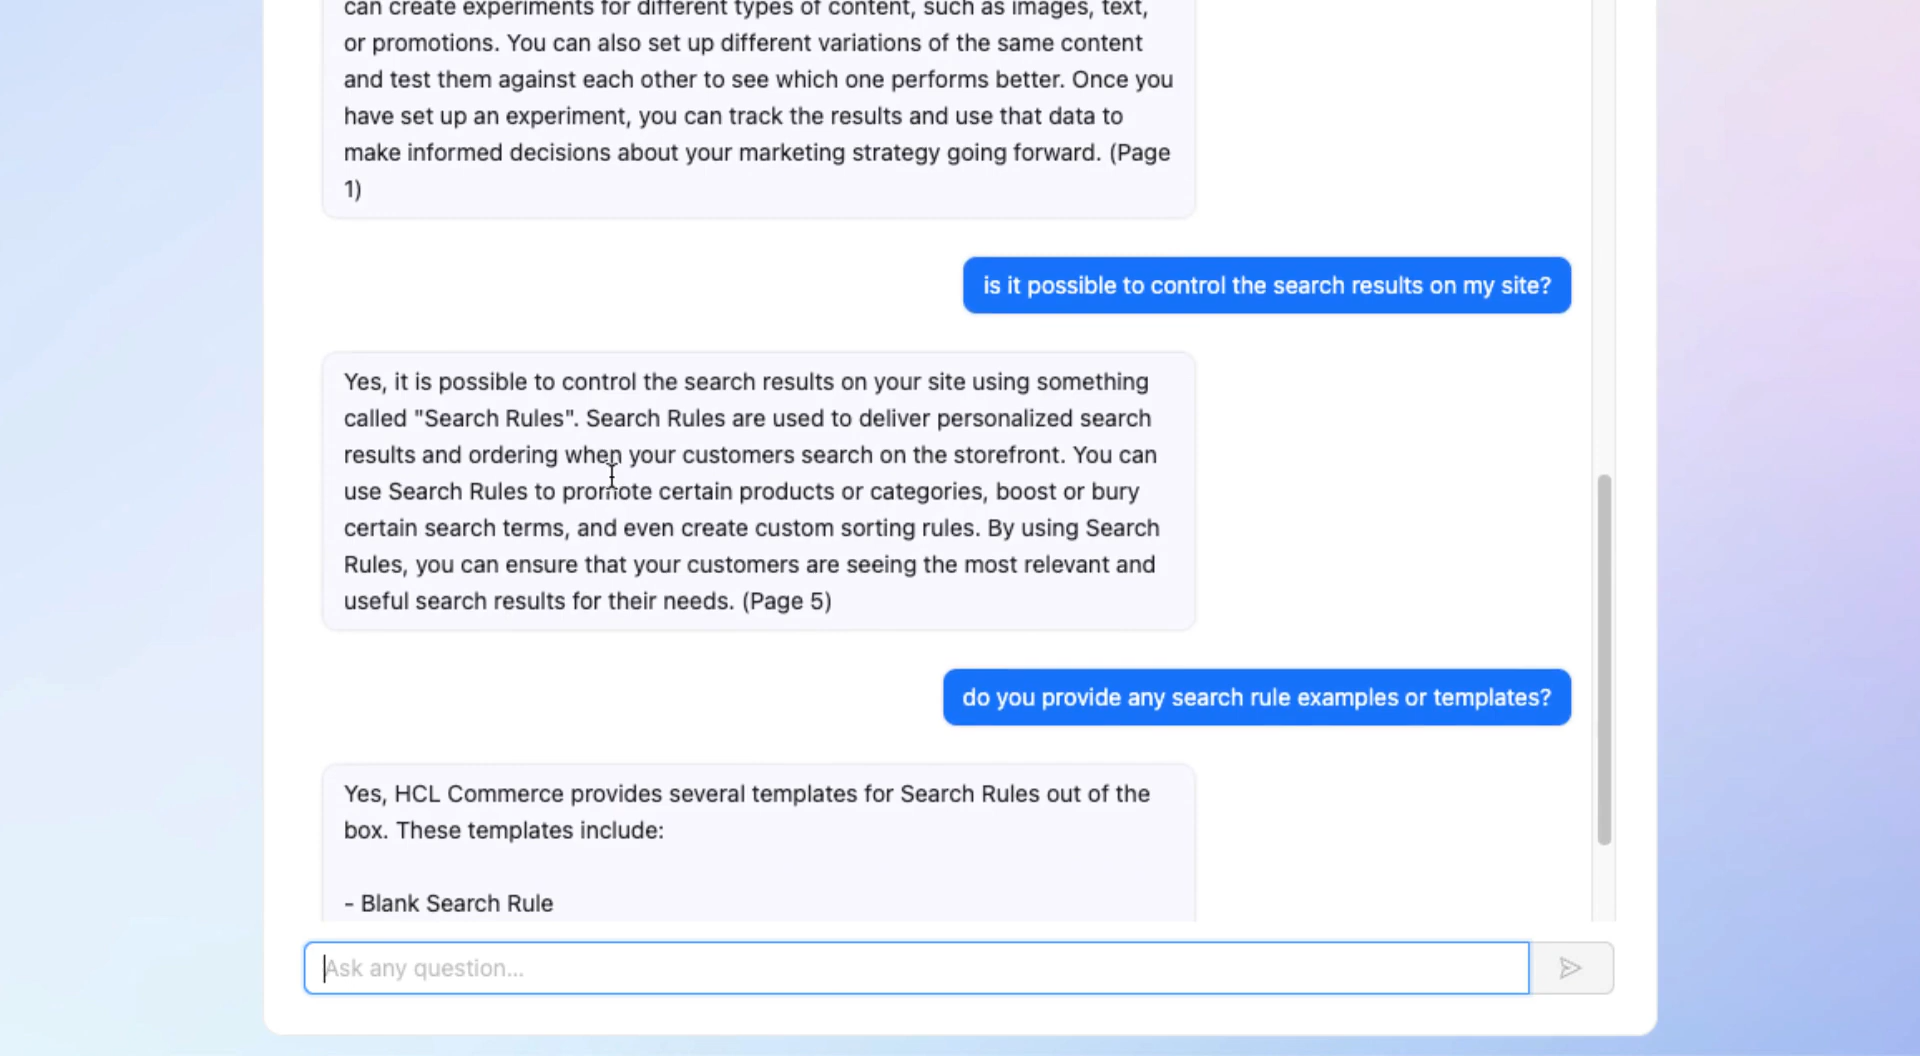 can create experiments for different types of content, such as images, text,
or promotions. You can also set up different variations of the same content
and test them against each other to see which one performs better. Once you
have set up an experiment, you can track the results and use that data to
make informed decisions about your marketing strategy going forward. (Page
1)
is it possible to control the search results on my site?
Yes, it is possible to control the search results on your site using something
called "Search Rules". Search Rules are used to deliver personalized search
results and ordering when your customers search on the storefront. You can
use Search Rules to promote certain products or categories, boost or bury
certain search terms, and even create custom sorting rules. By using Search
Rules, you can ensure that your customers are seeing the most relevant and
useful search results for their needs. (Page 5)
do you provide any search rule examples or templates?
Yes, HCL Commerce provides several templates for Search Rules out of the
box. These templates include:
- Blank Search Rule
Ask any question...